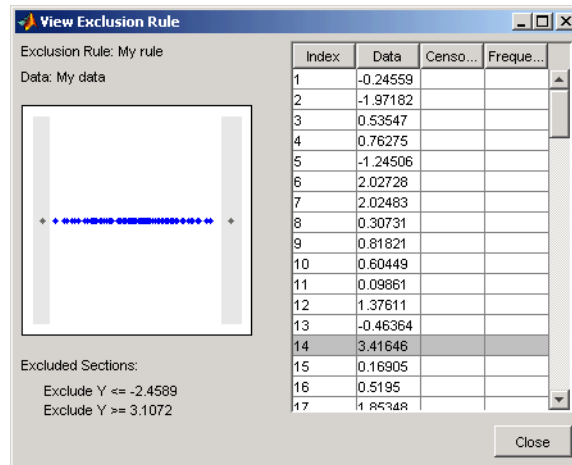 View Exclusion Rule
Exclusion Rule: My rule
Data: My data
Excluded Sections:
Exclude Y <= -2.4589
Exclude Y >= 3.1072
Index Data Censo... Freque...
1 -0.24559
2 -1.97182
3 0.53547
4 0.76275
5 -1.24506
6 2.02728
7 2.02483
8 0.30731
9 0.81821
10 0.60449
11 0.09861
12 1.37611
13 -0.46364
14 3.41646
15 0.16905
16 0.5195
17 1.85348
Close